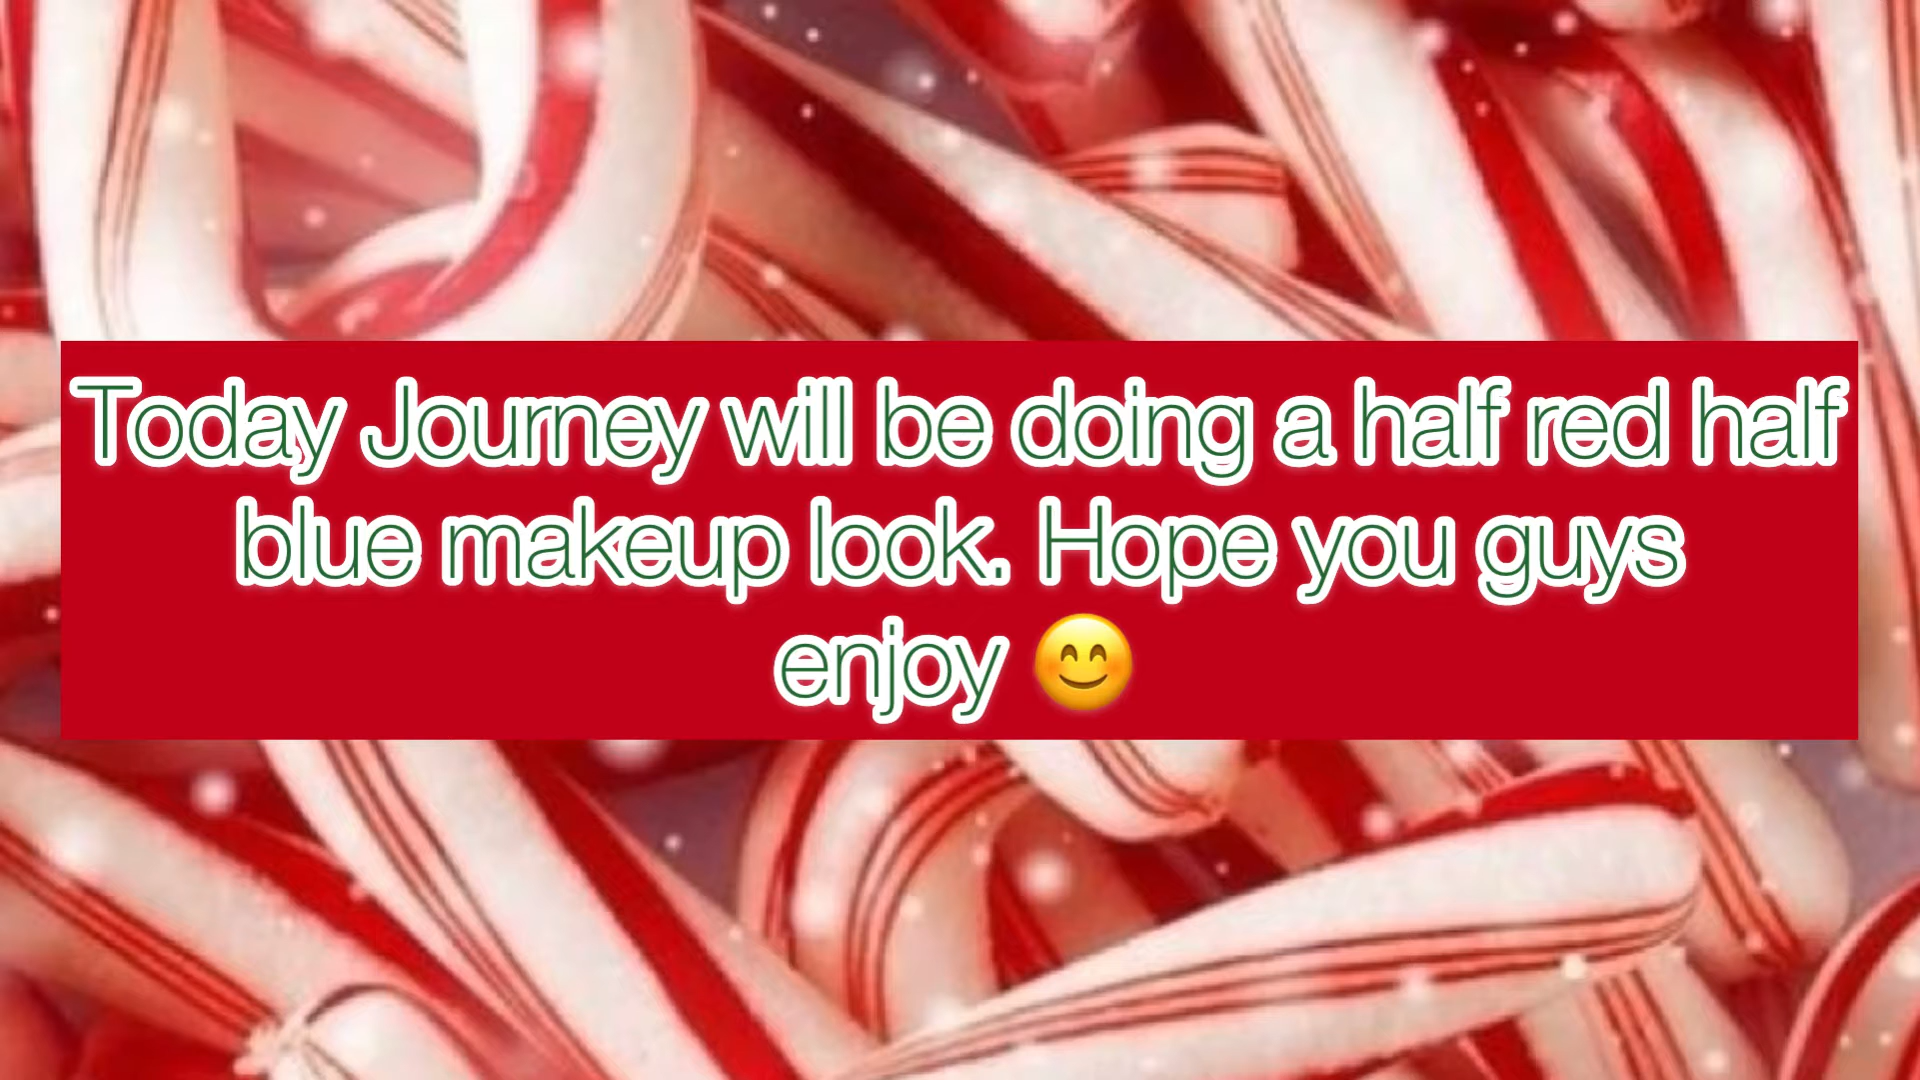 Today Journey will be doing a half red half
blue makeup look. Hope you guys
enjoy 😊